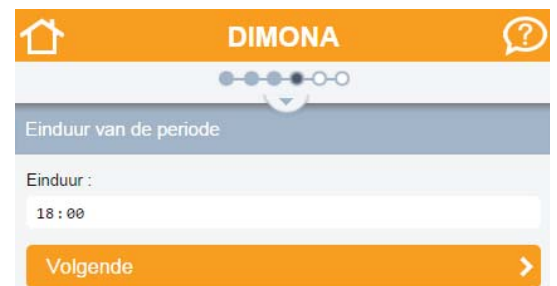 DIMONA
Einduur van de periode
Einduur :
18:00
Volgende